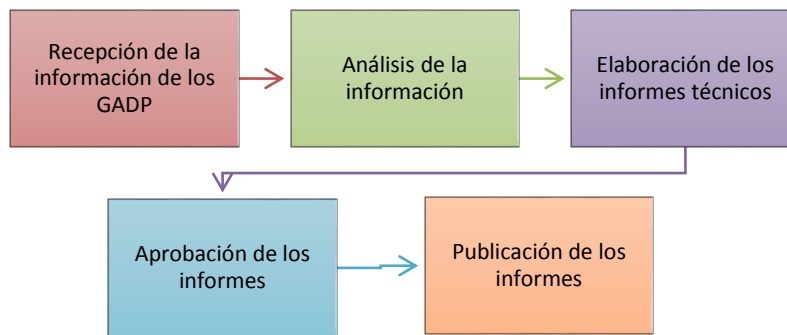 Recepción de la
información de los
GADP
Análisis de la
información
Elaboración de los
informes técnicos
Aprobación de los
informes
Publicación de los
informes